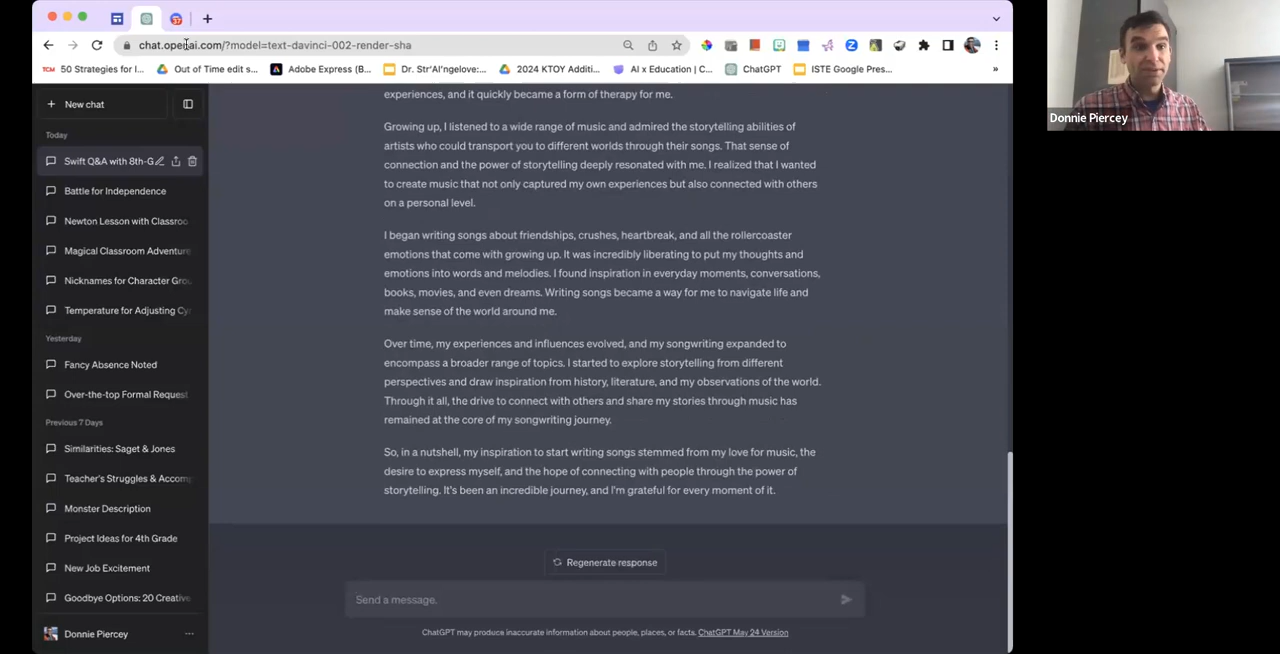 chat.openai.com/?model=text-davinci-002-render-sha
50 Strategies for I...
Out of Time edit s...
Adobe Express (B...
Dr. Str'AI'ngelove:...
2024 KTOY Additi...
AI x Education | C...
ChatGPT
ISTE Google Pres...
»
New chat
Today
Swift Q&A with 8th-G
Battle for Independence
Newton Lesson with Classroo
Magical Classroom Adventure
Nicknames for Character Grou
Temperature for Adjusting Cy
Yesterday
Fancy Absence Noted
Over-the-top Formal Request
Previous 7 Days
Similarities: Saget & Jones
Teacher's Struggles & Accomp
Monster Description
Project Ideas for 4th Grade
New Job Excitement
Goodbye Options: 20 Creative
Donnie Piercey
experiences, and it quickly became a form of therapy for me.
Growing up, I listened to a wide range of music and admired the storytelling abilities of
artists who could transport you to different worlds through their songs. That sense of
connection and the power of storytelling deeply resonated with me. I realized that I wanted
to create music that not only captured my own experiences but also connected with others
on a personal level.
I began writing songs about friendships, crushes, heartbreak, and all the rollercoaster
emotions that come with growing up. It was incredibly liberating to put my thoughts and
emotions into words and melodies. I found inspiration in everyday moments, conversations,
books, movies, and even dreams. Writing songs became a way for me to navigate life and
make sense of the world around me.
Over time, my experiences and influences evolved, and my songwriting expanded to
encompass a broader range of topics. I started to explore storytelling from different
perspectives and draw inspiration from history, literature, and my observations of the world.
Through it all, the drive to connect with others and share my stories through music has
remained at the core of my songwriting journey.
So, in a nutshell, my inspiration to start writing songs stemmed from my love for music, the
desire to express myself, and the hope of connecting with people through the power of
storytelling. It's been an incredible journey, and I'm grateful for every moment of it.
Regenerate response
Send a message.
ChatGPT may produce inaccurate information about people, places, or facts. ChatGPT May 24 Version
Donnie Piercey